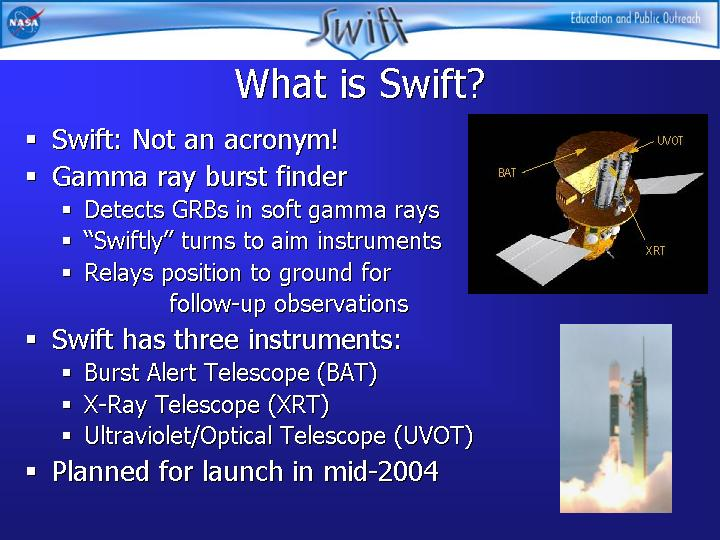 NASA
Swift
Education and Public Outreach
What is Swift?
▪ Swift: Not an acronym!
▪ Gamma ray burst finder
▪ Detects GRBs in soft gamma rays
▪ “Swiftly” turns to aim instruments
▪ Relays position to ground for
follow-up observations
▪ Swift has three instruments:
▪ Burst Alert Telescope (BAT)
▪ X-Ray Telescope (XRT)
▪ Ultraviolet/Optical Telescope (UVOT)
▪ Planned for launch in mid-2004
UVOT
BAT
XRT